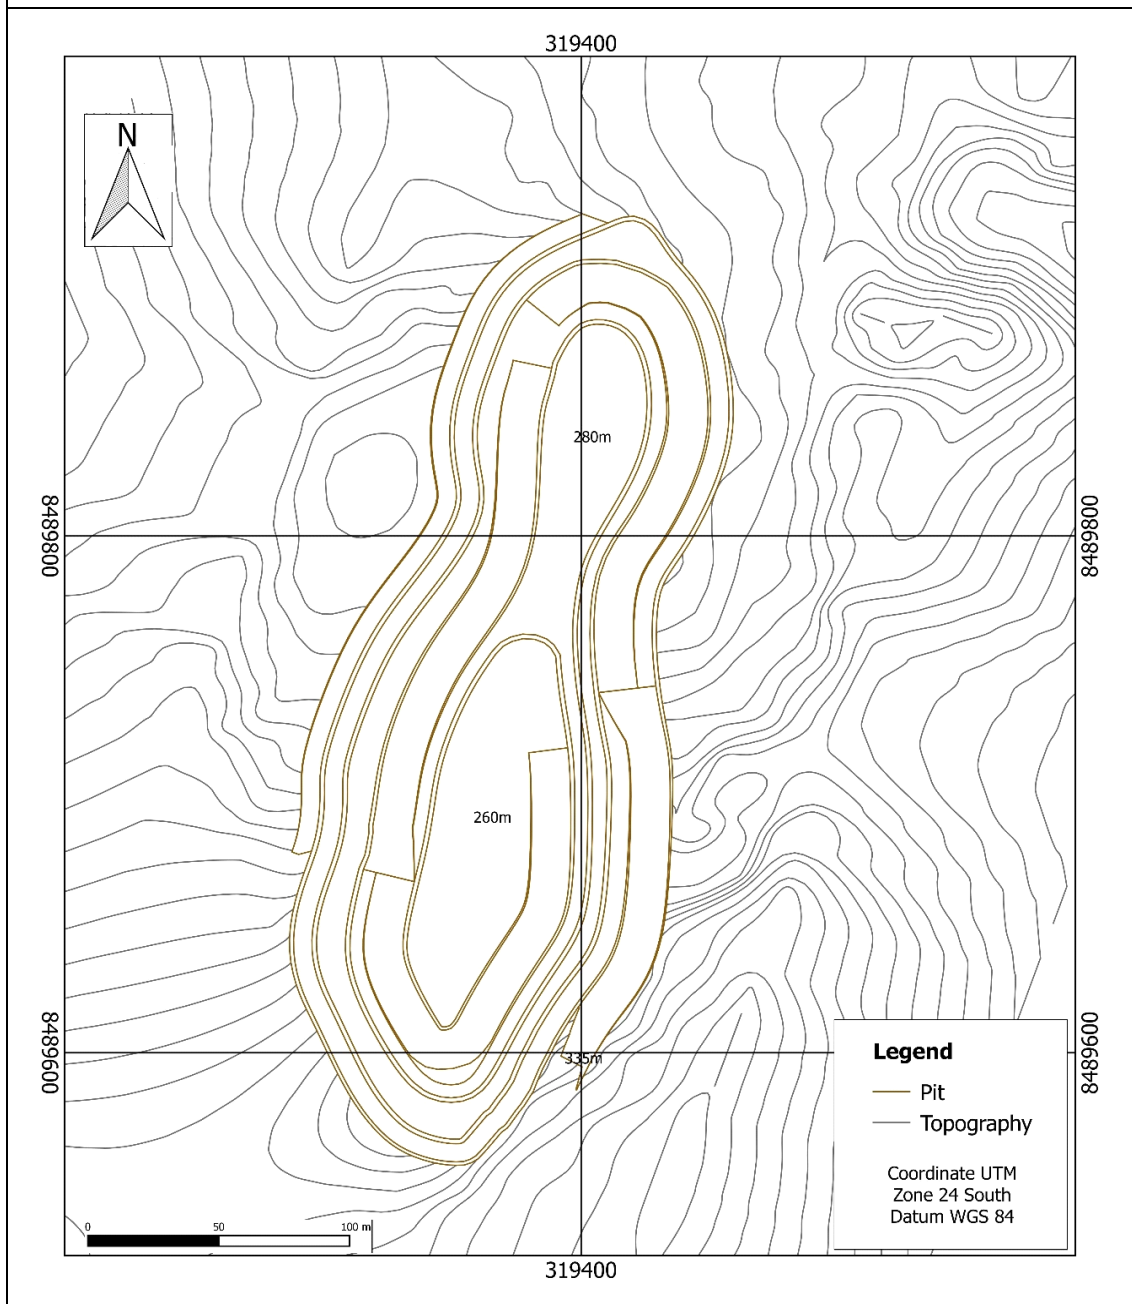 319400
N
280m
8489800
8489800
260m
8489600
8489600
335m
Legend
Pit
Topography
Coordinate UTM
Zone 24 South
Datum WGS 84
0 50 100 m
319400